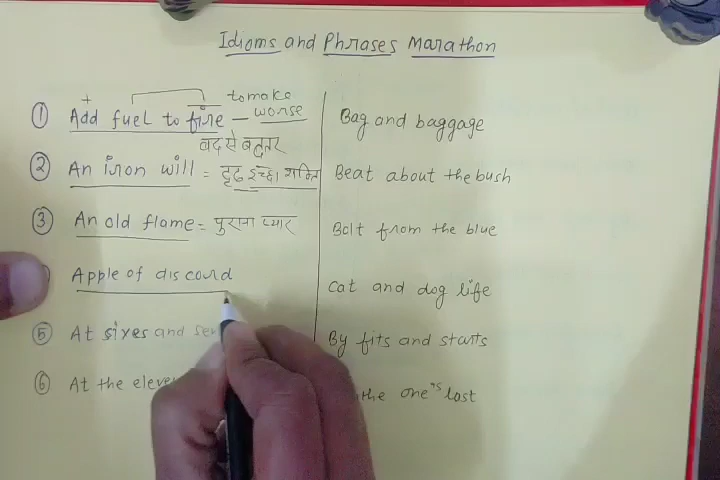 Idioms and Phrases Marathon
① Add fuel to fire – to make worse
बद से बदतर
② An iron will = दृढ इच्छा शक्ति
③ An old flame = पुराना प्यार
Apple of discourd
⑤ At sixes and
⑥ At the
Bag and baggage
Beat about the bush
Bolt from the blue
Cat and dog life
By fits and starts
the one's last